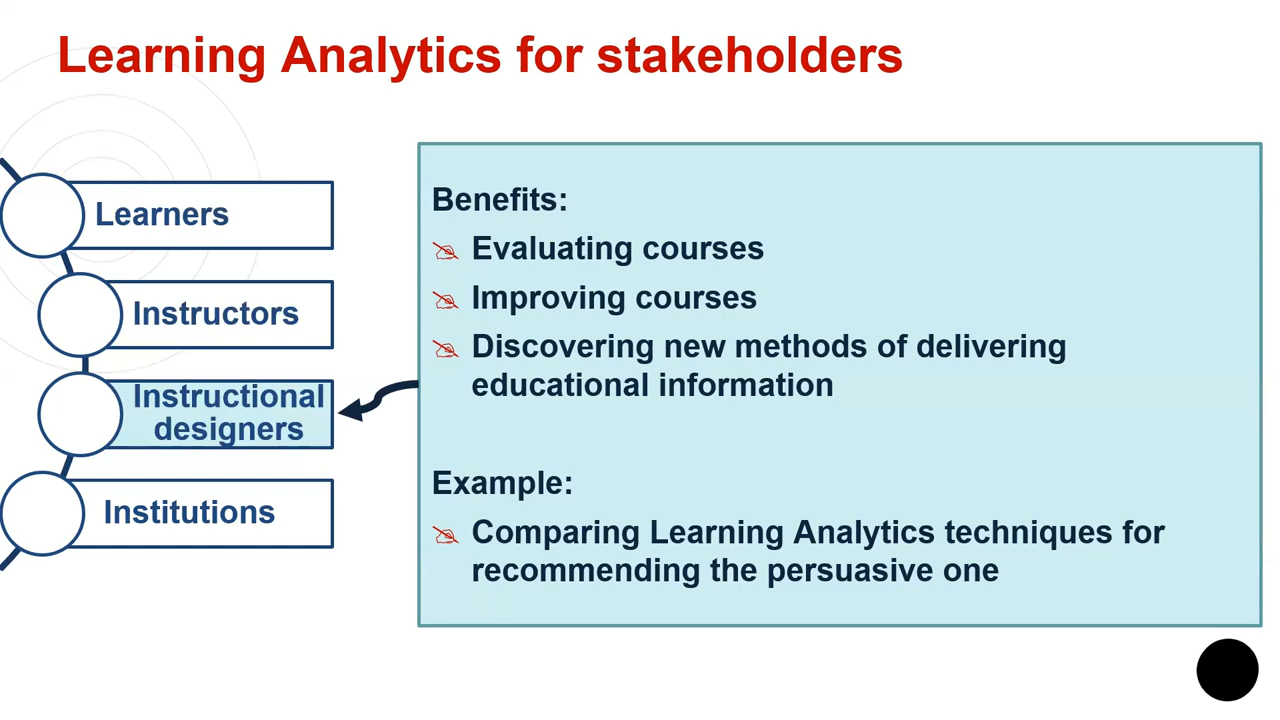 Learning Analytics for stakeholders
Learners
Instructors
Instructional
designers
Institutions
Benefits:
Evaluating courses
Improving courses
Discovering new methods of delivering
educational information
Example:
Comparing Learning Analytics techniques for
recommending the persuasive one